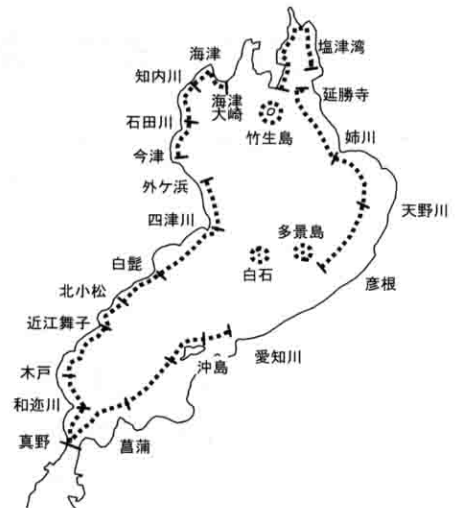 海津
塩津湾
知内川
海津
大崎
延勝寺
石田川
竹生島
姉川
今津
外ケ浜
天野川
四津川
多景島
白髭
白石
彦根
北小松
近江舞子
愛知川
沖島
木戸
和迩川
真野
菖蒲